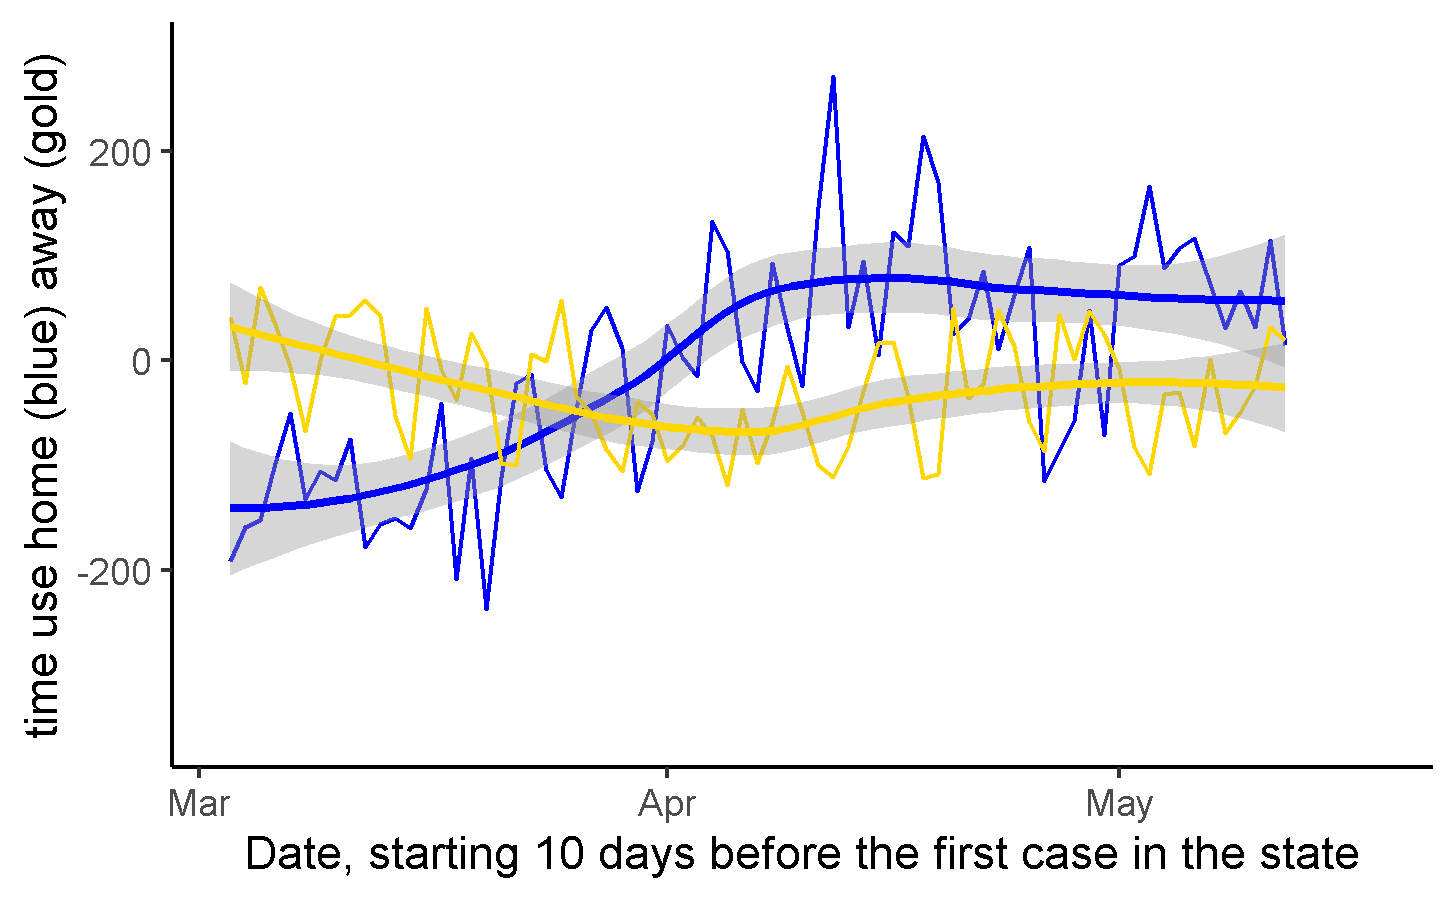 time use home (blue) away (gold)
200
0
-200
Mar
Apr
May
Date, starting 10 days before the first case in the state